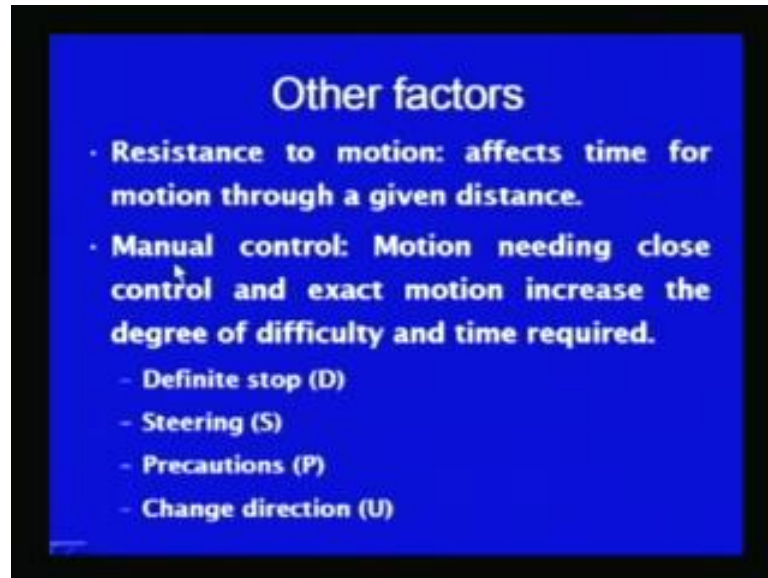 Other factors
· Resistance to motion: affects time for
motion through a given distance.
· Manual control: Motion needing close
control and exact motion increase the
degree of difficulty and time required.
– Definite stop (D)
– Steering (S)
– Precautions (P)
– Change direction (U)